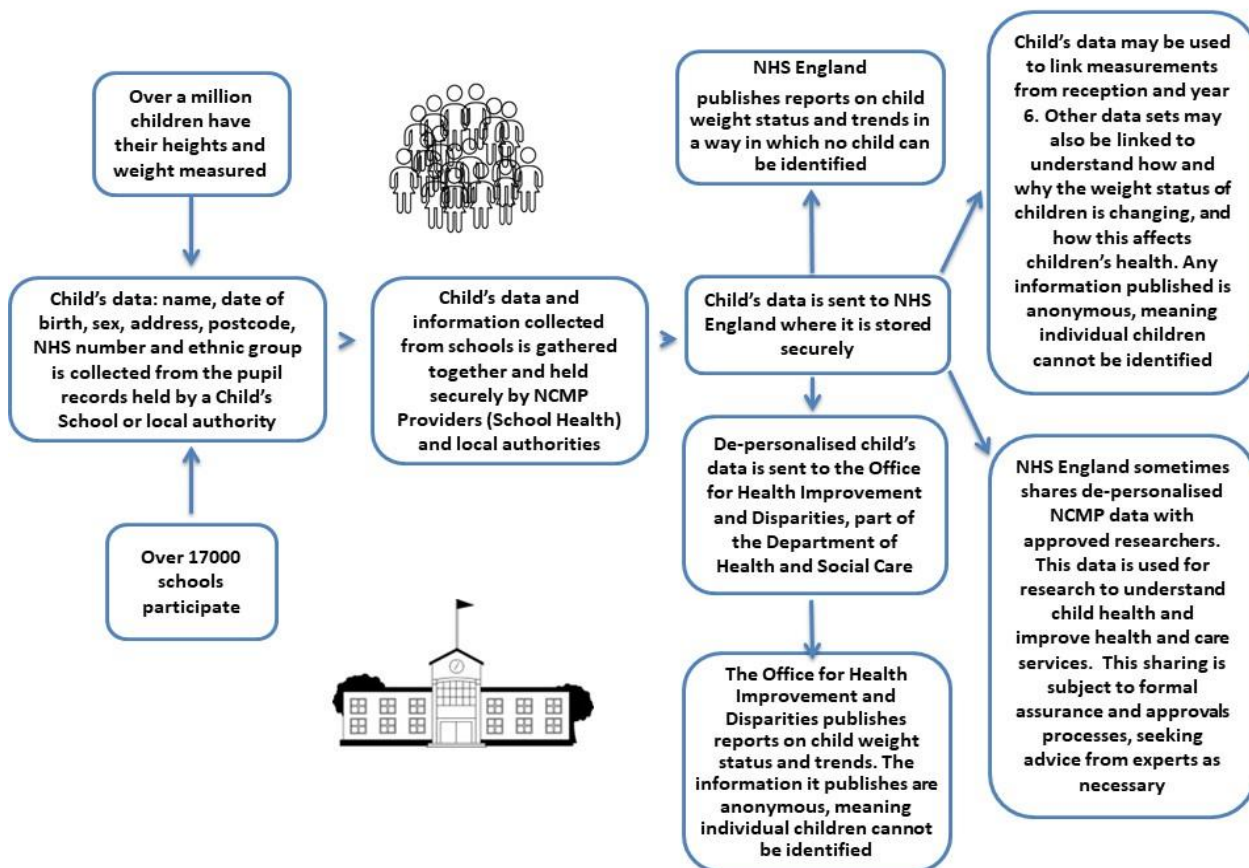 Over a million
children have
their heights and
weight measured
Child's data: name, date of
birth, sex, address, postcode,
NHS number and ethnic group
is collected from the pupil
records held by a Child's
School or local authority
Over 17000
schools
participate
Child's data and
information collected
from schools is gathered
together and held
securely by NCMP
Providers (School Health)
and local authorities
NHS England
publishes reports on child
weight status and trends in
a way in which no child can
be identified
Child's data is sent to NHS
England where it is stored
securely
De-personalised child's
data is sent to the Office
for Health Improvement
and Disparities, part of
the Department of
Health and Social Care
The Office for Health
Improvement and
Disparities publishes
reports on child weight
status and trends. The
information it publishes are
anonymous, meaning
individual children cannot
be identified
Child's data may be used
to link measurements
from reception and year
6. Other data sets may
also be linked to
understand how and
why the weight status of
children is changing, and
how this affects
children's health. Any
information published is
anonymous, meaning
individual children
cannot be identified
NHS England sometimes
shares de-personalised
NCMP data with
approved researchers.
This data is used for
research to understand
child health and
improve health and care
services. This sharing is
subject to formal
assurance and approvals
processes, seeking
advice from experts as
necessary